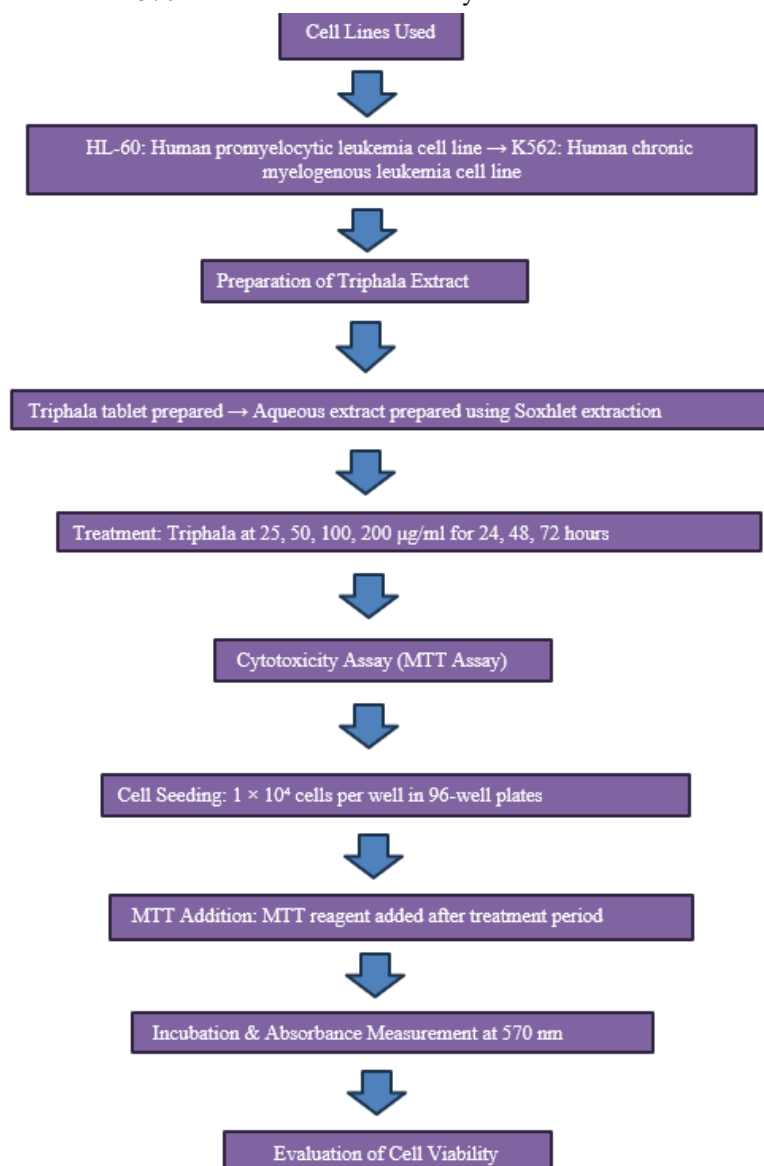 Cell Lines Used
HL-60: Human promyelocytic leukemia cell line → K562: Human chronic
myelogenous leukemia cell line
Preparation of Triphala Extract
Triphala tablet prepared → Aqueous extract prepared using Soxhlet extraction
Treatment: Triphala at 25, 50, 100, 200 µg/ml for 24, 48, 72 hours
Cytotoxicity Assay (MTT Assay)
Cell Seeding: 1 × 10⁴ cells per well in 96-well plates
MTT Addition: MTT reagent added after treatment period
Incubation & Absorbance Measurement at 570 nm
Evaluation of Cell Viability